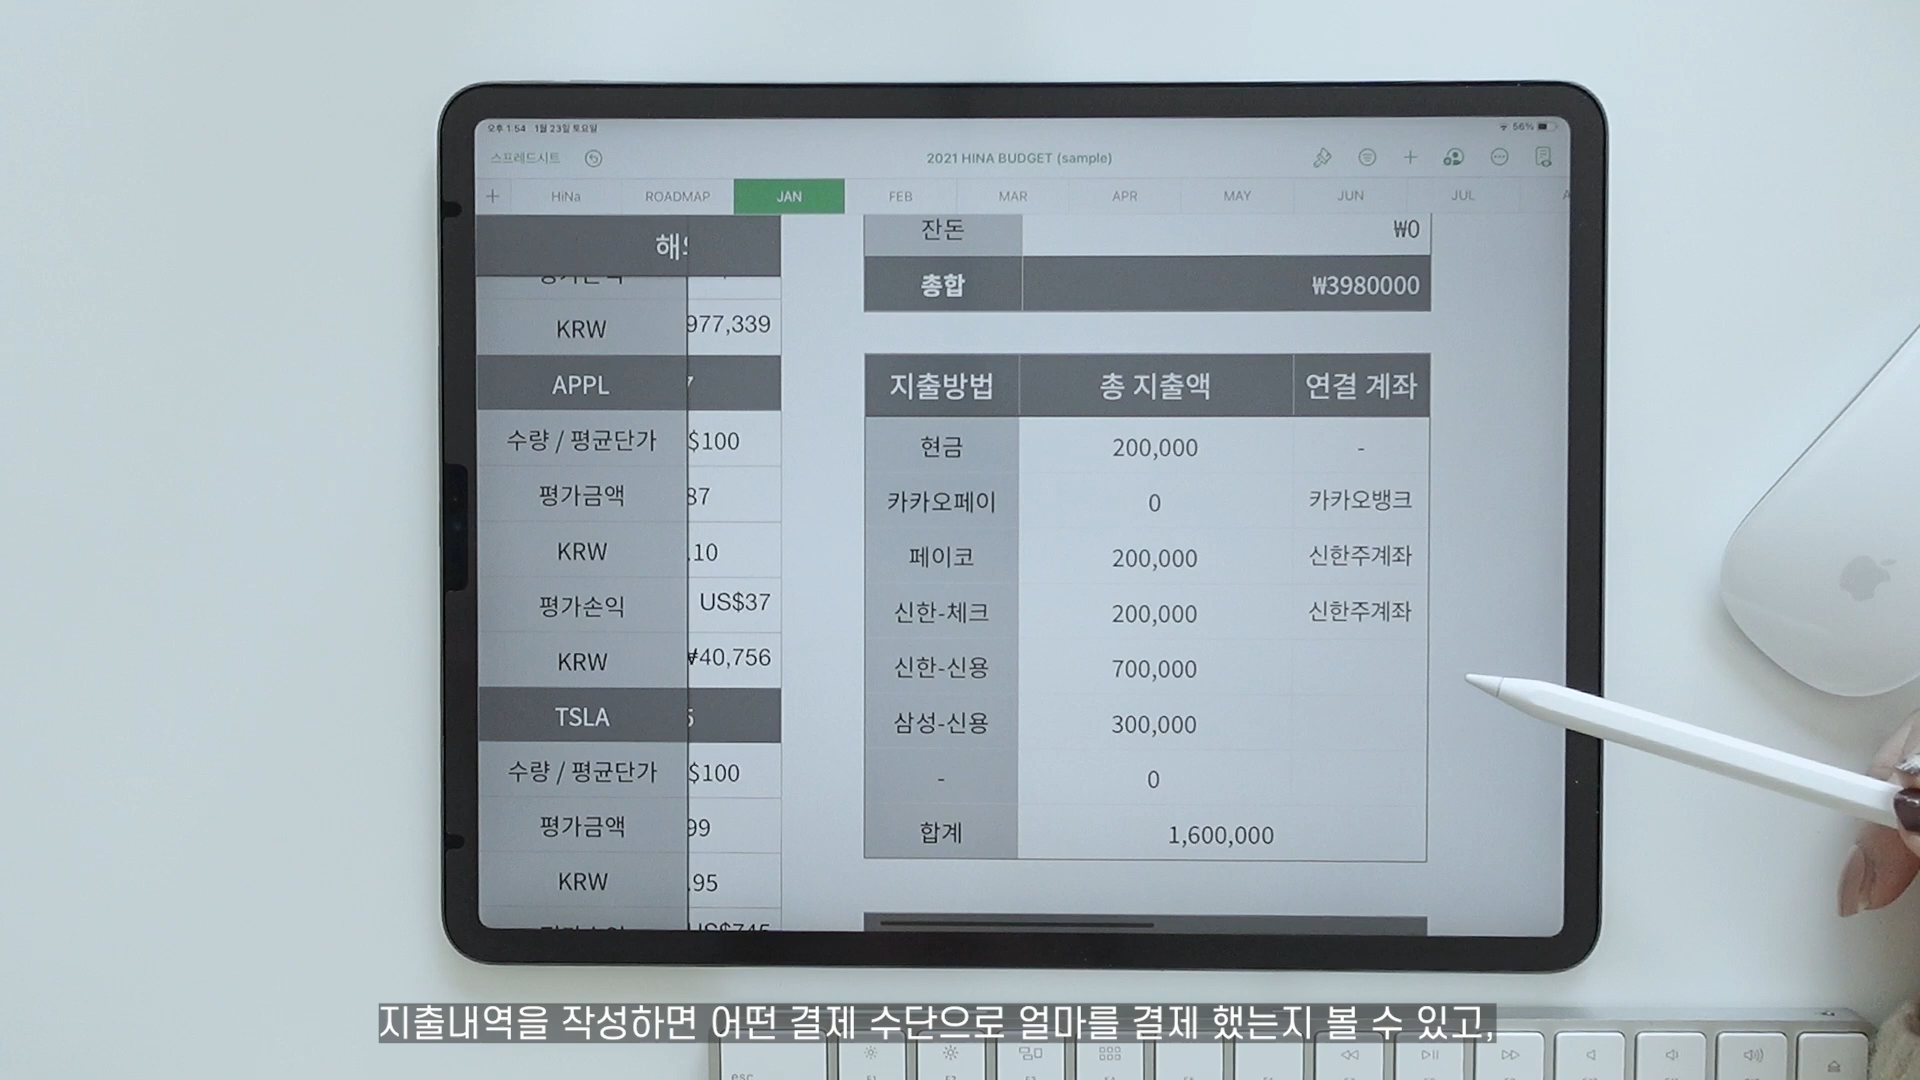 오후 1:54 1월 23일 토요일
56%
스프레드시트
2021 HINA BUDGET (sample)
HiNa ROADMAP JAN FEB MAR APR MAY JUN JUL
KRW 977,339
APPL
수량 / 평균단가 $100
평가금액 87
KRW .10
평가손익 US$37
KRW ₩40,756
TSLA
수량 / 평균단가 $100
평가금액 99
KRW .95
US$745
잔돈 ₩0
총합 ₩3980000
지출방법 총 지출액 연결 계좌
현금 200,000 -
카카오페이 0 카카오뱅크
페이코 200,000 신한주계좌
신한-체크 200,000 신한주계좌
신한-신용 700,000
삼성-신용 300,000
- 0
합계 1,600,000
지출내역을 작성하면 어떤 결제 수단으로 얼마를 결제 했는지 볼 수 있고,
esc